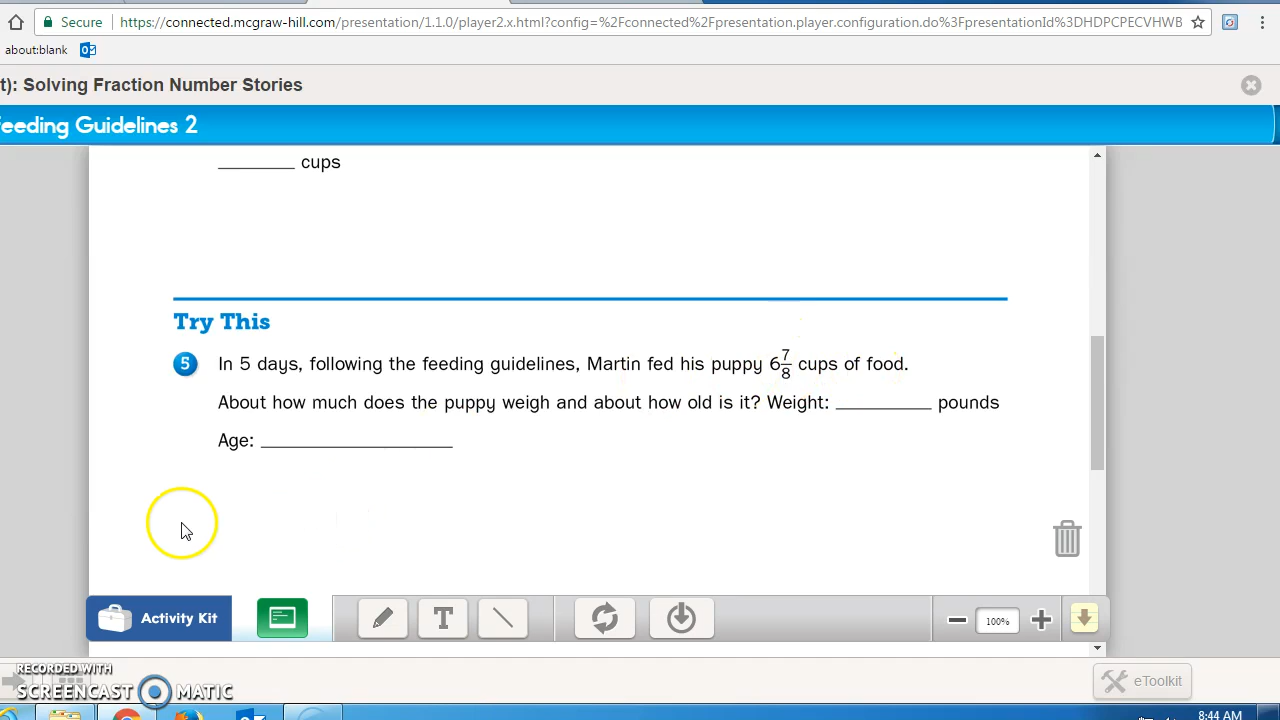 Secure https://connected.mcgraw-hill.com/presentation/1.1.0/player2.x.html?config=%2Fconnected%2Fpresentation.player.configuration.do%3FpresentationId%3DHDPCPECVHWB
about:blank
t): Solving Fraction Number Stories
eeding Guidelines 2
________ cups
Try This
5 In 5 days, following the feeding guidelines, Martin fed his puppy 6 7/8 cups of food.
About how much does the puppy weigh and about how old is it? Weight: __________ pounds
Age: ____________________
Activity Kit
T
100%
RECORDED WITH
SCREENCAST MATIC
eToolkit
8:44 AM